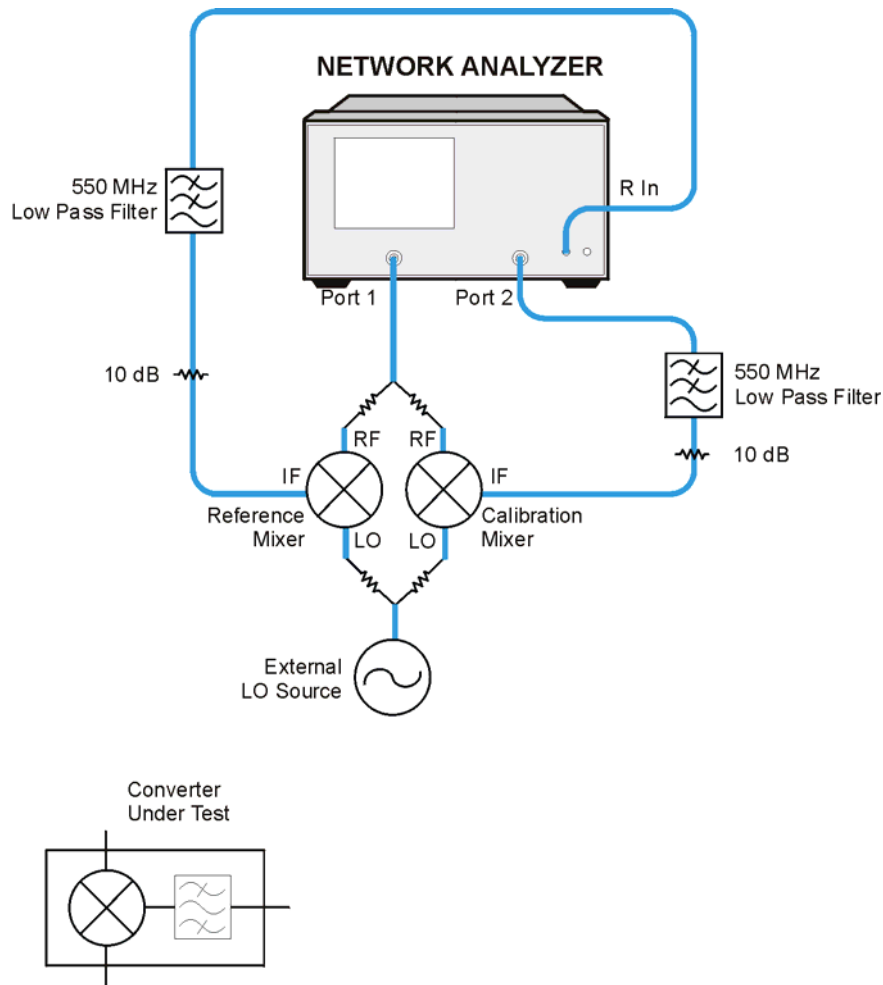 NETWORK ANALYZER
550 MHz
Low Pass Filter
R In
Port 1
Port 2
10 dB
550 MHz
Low Pass Filter
10 dB
RF
RF
IF
IF
Reference
Mixer
Calibration
Mixer
LO
LO
External
LO Source
Converter
Under Test